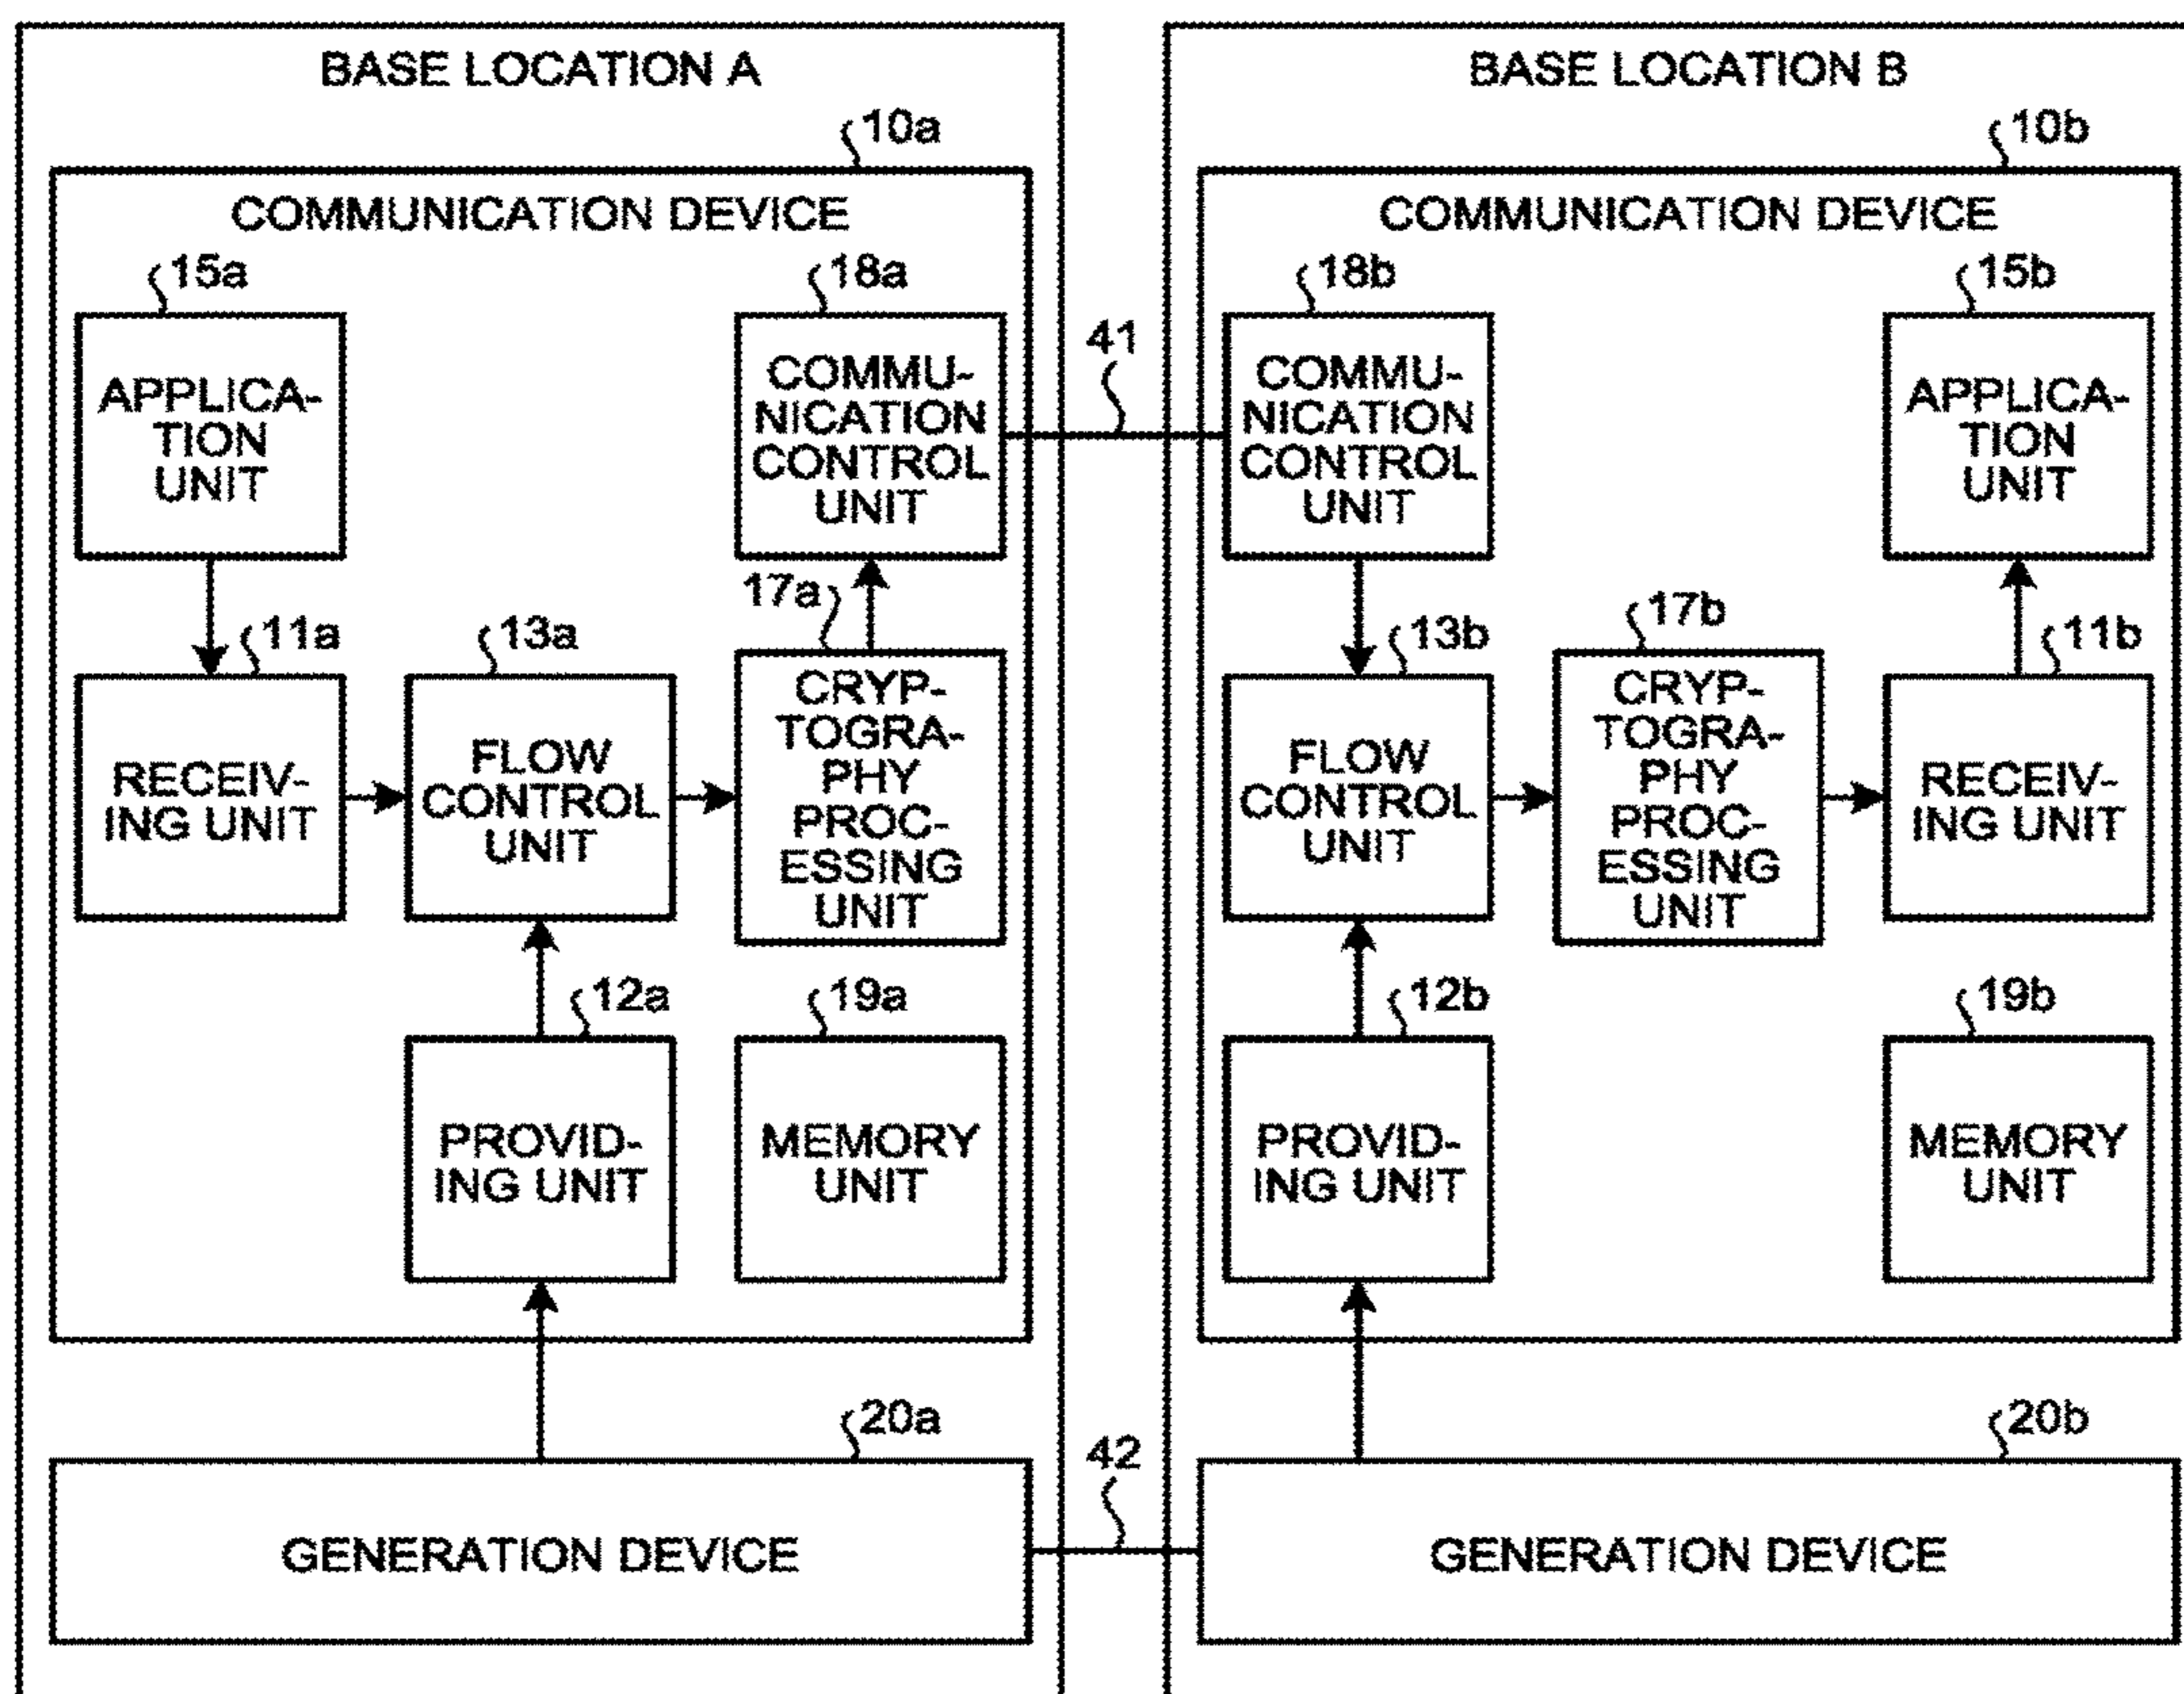 BASE LOCATION A
10a
COMMUNICATION DEVICE
15a
APPLICA-
TION
UNIT
18a
COMMU-
NICATION
CONTROL
UNIT
11a
RECEIV-
ING UNIT
13a
FLOW
CONTROL
UNIT
17a
CRYP-
TOGRA-
PHY
PROC-
ESSING
UNIT
12a
PROVID-
ING UNIT
19a
MEMORY
UNIT
20a
GENERATION DEVICE
41
42
BASE LOCATION B
10b
COMMUNICATION DEVICE
18b
COMMU-
NICATION
CONTROL
UNIT
15b
APPLICA-
TION
UNIT
13b
FLOW
CONTROL
UNIT
17b
CRYP-
TOGRA-
PHY
PROC-
ESSING
UNIT
11b
RECEIV-
ING UNIT
12b
PROVID-
ING UNIT
19b
MEMORY
UNIT
20b
GENERATION DEVICE